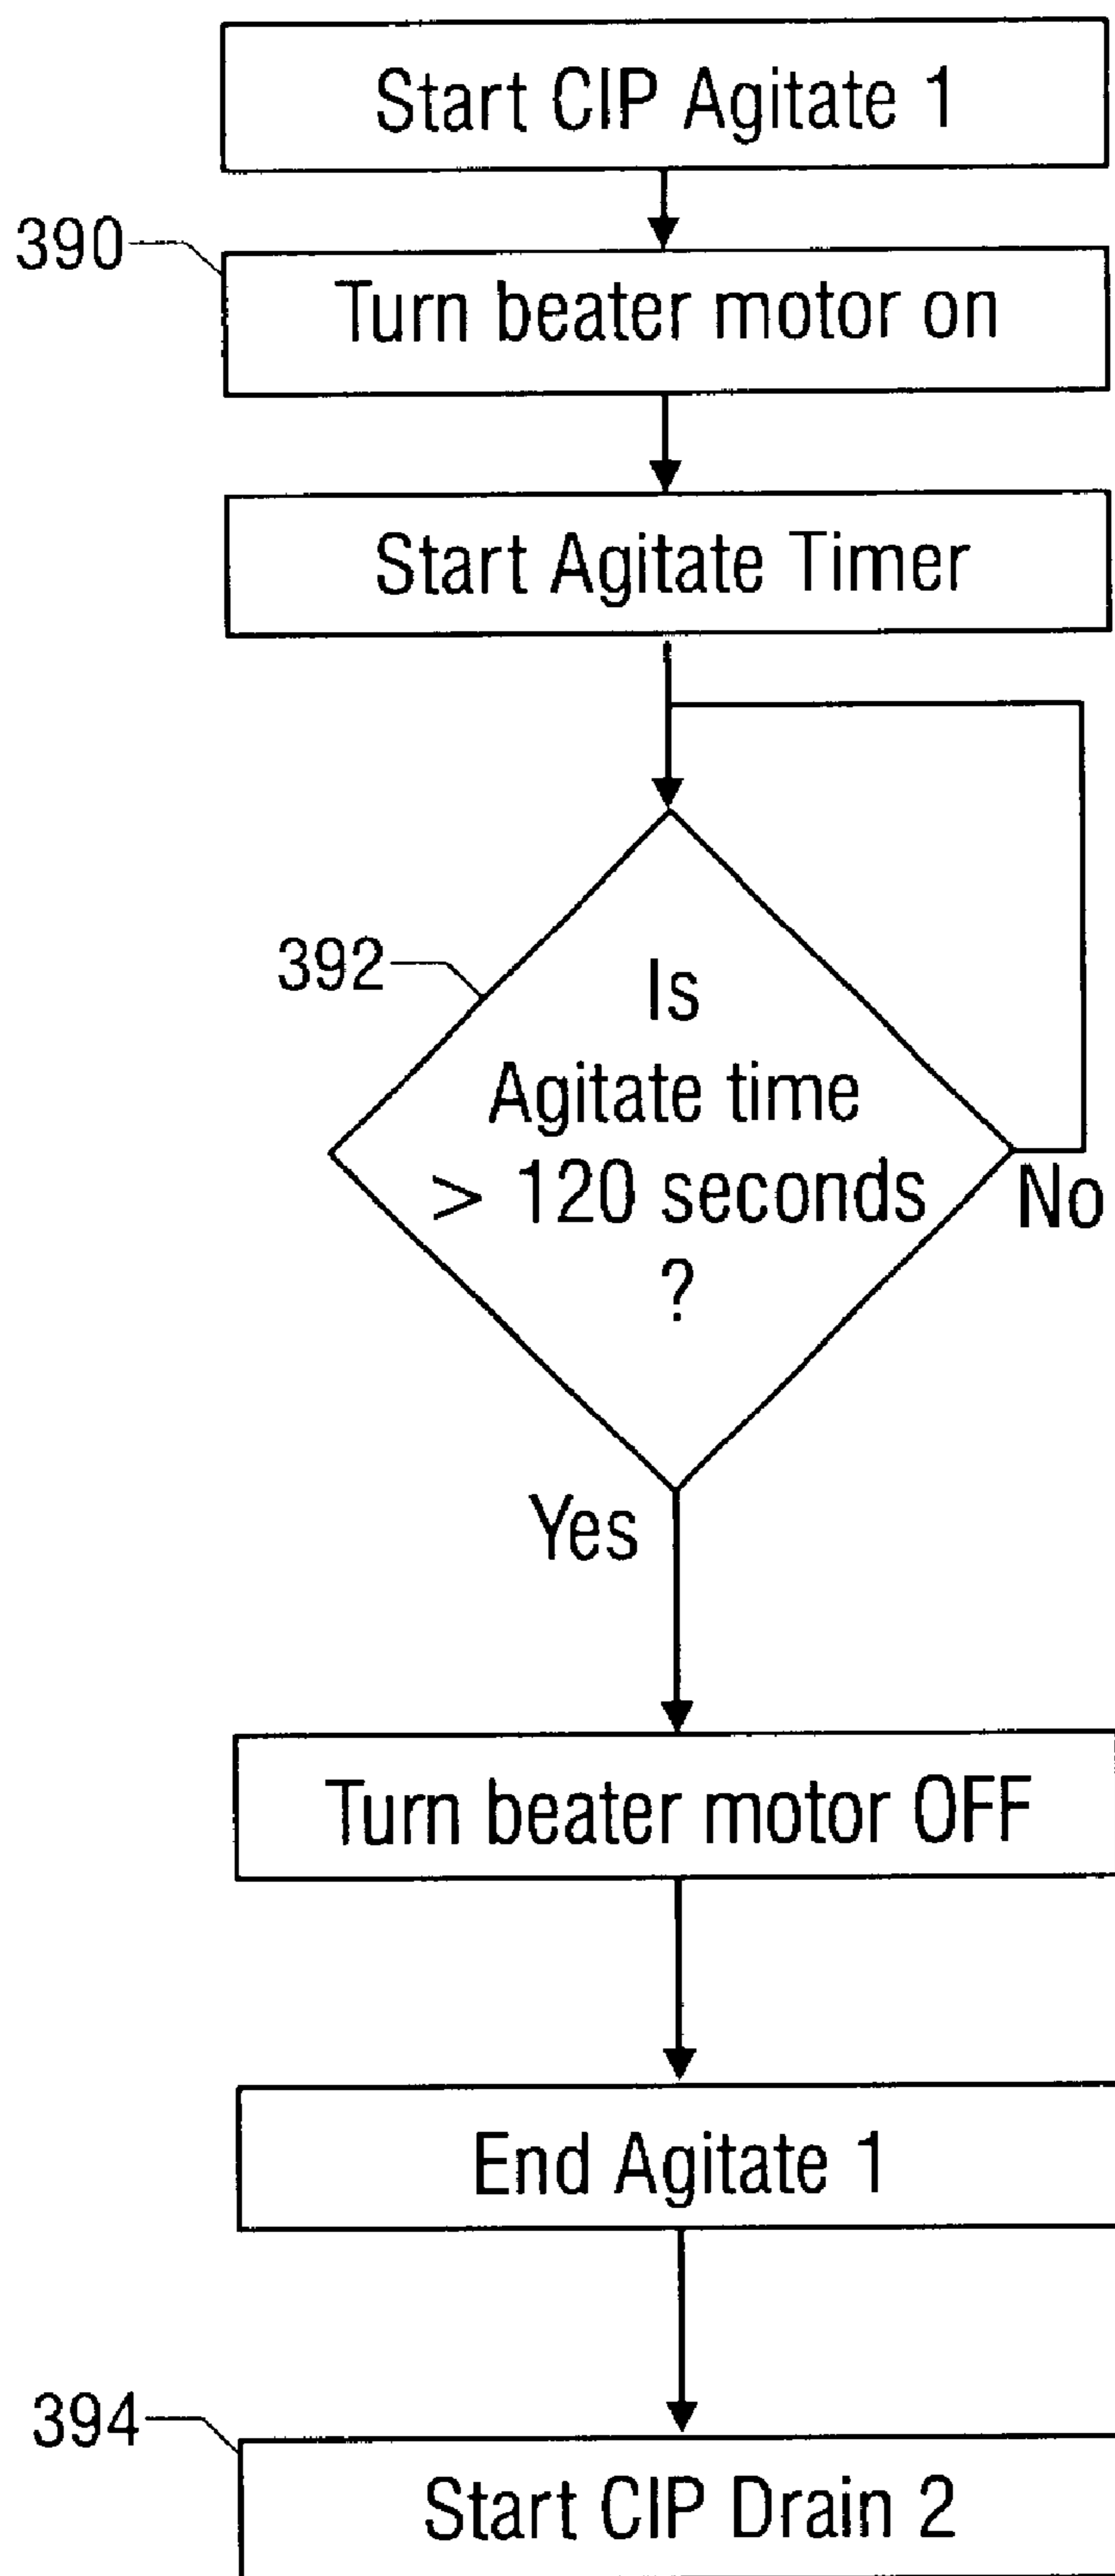 Start CIP Agitate 1
390
Turn beater motor on
Start Agitate Timer
392
Is
Agitate time
> 120 seconds
?
No
Yes
Turn beater motor OFF
End Agitate 1
394
Start CIP Drain 2